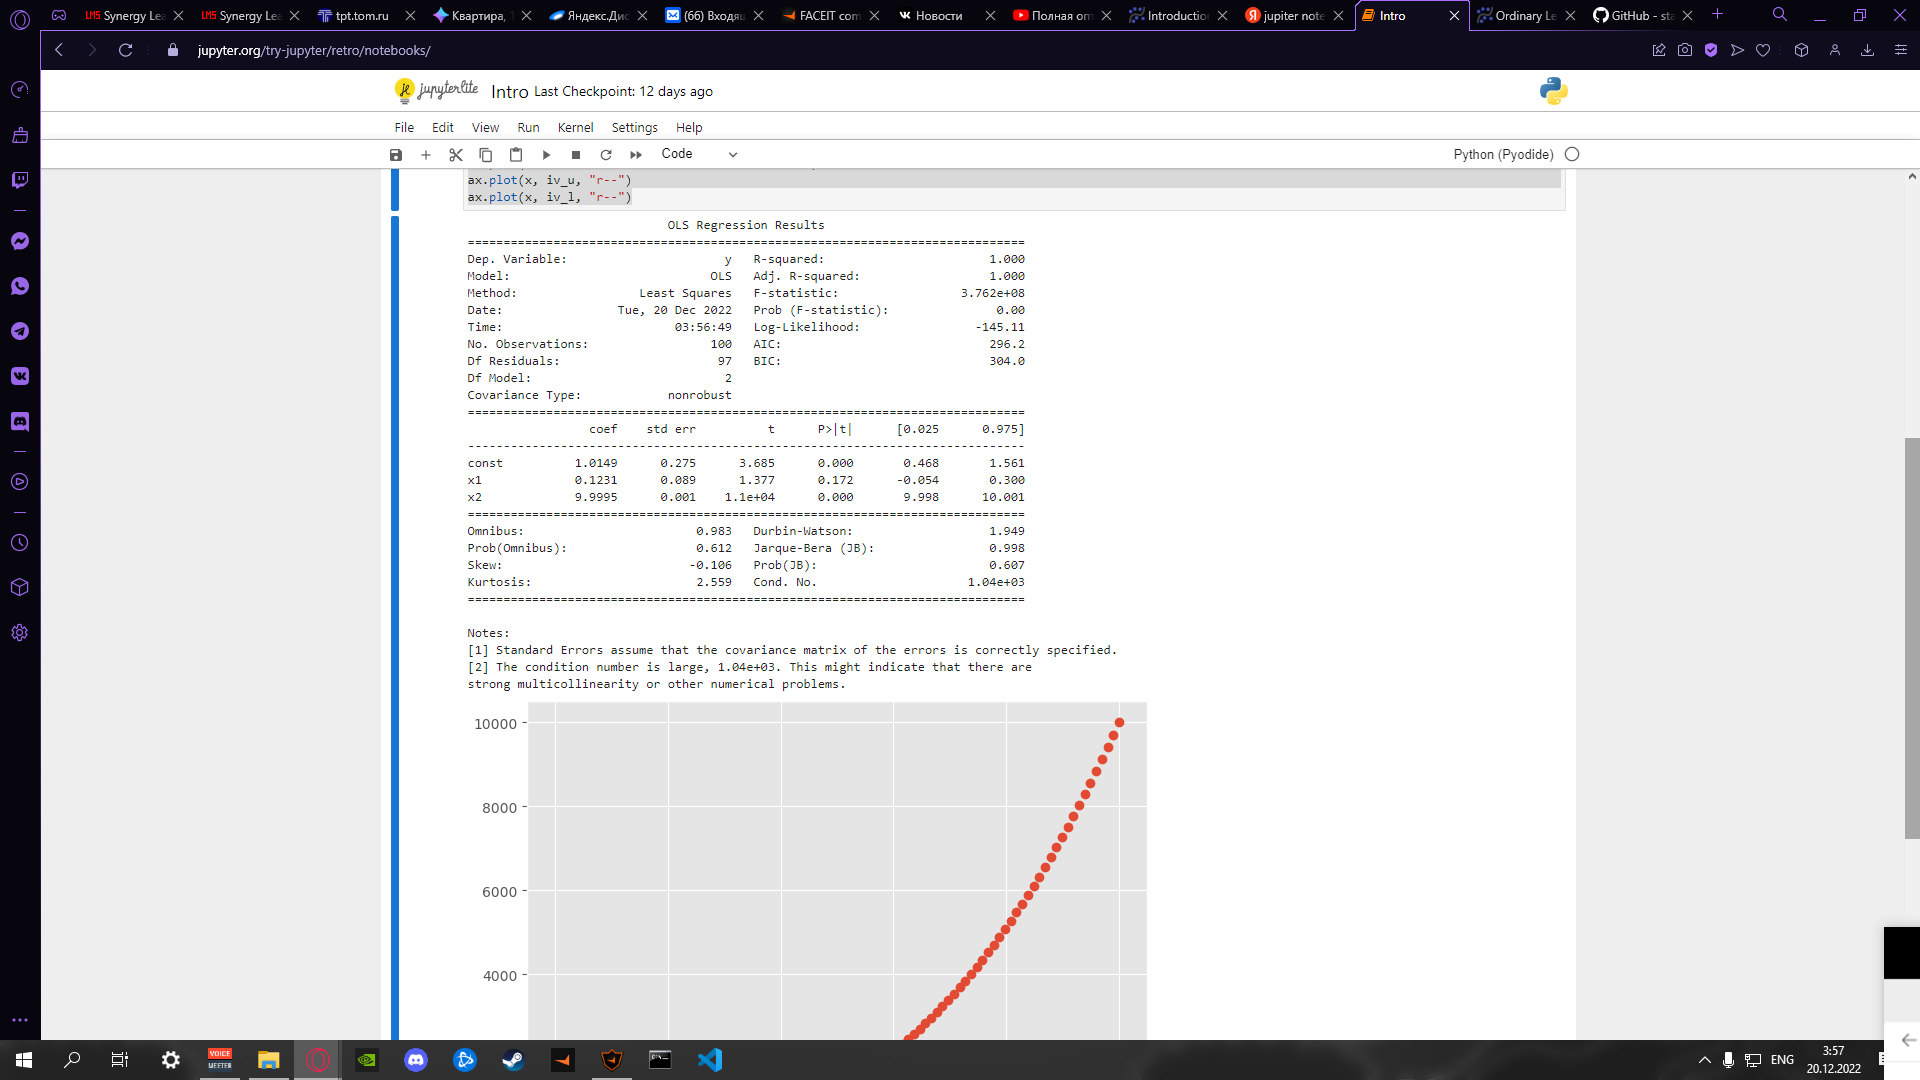 Synergy Lea
Synergy Lea
tpt.tom.ru
Квартира, Т
Яндекс.Дис
(66) Входящ
FACEIT com
Новости
Полная оп
Introduction
jupiter note
Intro
Ordinary Le
GitHub - sta
jupyter.org/try-jupyter/retro/notebooks/
jupyterlite Intro Last Checkpoint: 12 days ago
File Edit View Run Kernel Settings Help
Code Python (Pyodide)
ax.plot(x, iv_u, "r--")
ax.plot(x, iv_l, "r--")
OLS Regression Results
==============================================================================
Dep. Variable: y R-squared: 1.000
Model: OLS Adj. R-squared: 1.000
Method: Least Squares F-statistic: 3.762e+08
Date: Tue, 20 Dec 2022 Prob (F-statistic): 0.00
Time: 03:56:49 Log-Likelihood: -145.11
No. Observations: 100 AIC: 296.2
Df Residuals: 97 BIC: 304.0
Df Model: 2
Covariance Type: nonrobust
==============================================================================
coef std err t P>|t| [0.025 0.975]
------------------------------------------------------------------------------
const 1.0149 0.275 3.685 0.000 0.468 1.561
x1 0.1231 0.089 1.377 0.172 -0.054 0.300
x2 9.9995 0.001 1.1e+04 0.000 9.998 10.001
==============================================================================
Omnibus: 0.983 Durbin-Watson: 1.949
Prob(Omnibus): 0.612 Jarque-Bera (JB): 0.998
Skew: -0.106 Prob(JB): 0.607
Kurtosis: 2.559 Cond. No. 1.04e+03
==============================================================================
Notes:
[1] Standard Errors assume that the covariance matrix of the errors is correctly specified.
[2] The condition number is large, 1.04e+03. This might indicate that there are
strong multicollinearity or other numerical problems.
10000
8000
6000
4000
VOICE
MEETER
ENG
3:57
20.12.2022